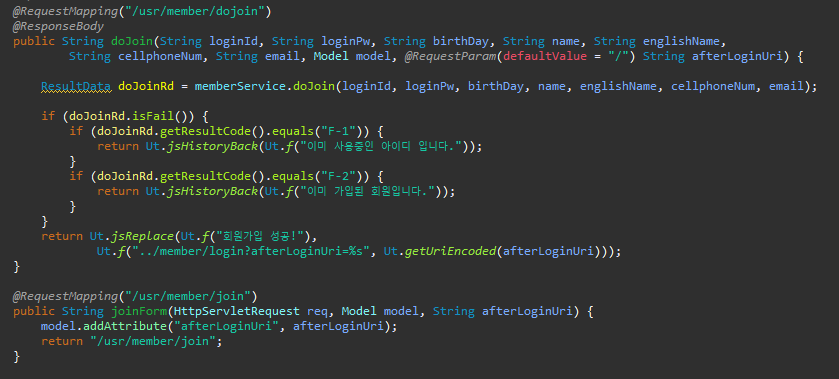 @RequestMapping("/usr/member/dojoin")
@ResponseBody
public String doJoin(String loginId, String loginPw, String birthDay, String name, String englishName,
        String cellphoneNum, String email, Model model, @RequestParam(defaultValue = "/") String afterLoginUri) {

    ResultData doJoinRd = memberService.doJoin(loginId, loginPw, birthDay, name, englishName, cellphoneNum, email);

    if (doJoinRd.isFail()) {
        if (doJoinRd.getResultCode().equals("F-1")) {
            return Ut.jsHistoryBack(Ut.f("이미 사용중인 아이디 입니다."));
        }
        if (doJoinRd.getResultCode().equals("F-2")) {
            return Ut.jsHistoryBack(Ut.f("이미 가입된 회원입니다."));
        }
    }
    return Ut.jsReplace(Ut.f("회원가입 성공!"),
            Ut.f("../member/login?afterLoginUri=%s", Ut.getUriEncoded(afterLoginUri)));
}

@RequestMapping("/usr/member/join")
public String joinForm(HttpServletRequest req, Model model, String afterLoginUri) {
    model.addAttribute("afterLoginUri", afterLoginUri);
    return "/usr/member/join";
}